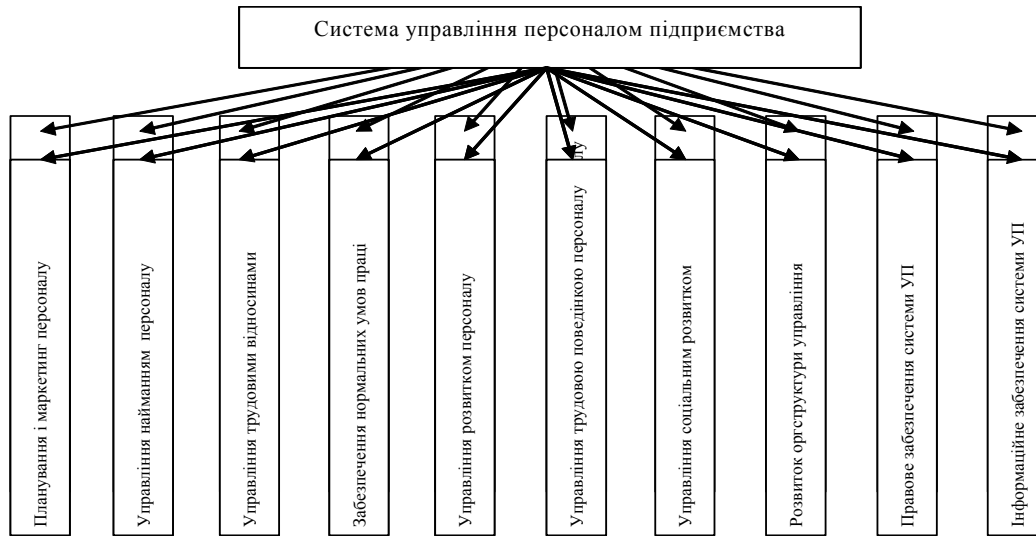 Система управління персоналом підприємства
Планування і маркетинг персоналу
Управління найманням персоналу
Управління трудовими відносинами
Забезпечення нормальних умов праці
Управління розвитком персоналу
Управління трудовою поведінкою персоналу
Управління соціальним розвитком
Розвиток оргструктури управління
Правове забезпечення системи УП
Інформаційне забезпечення системи УП